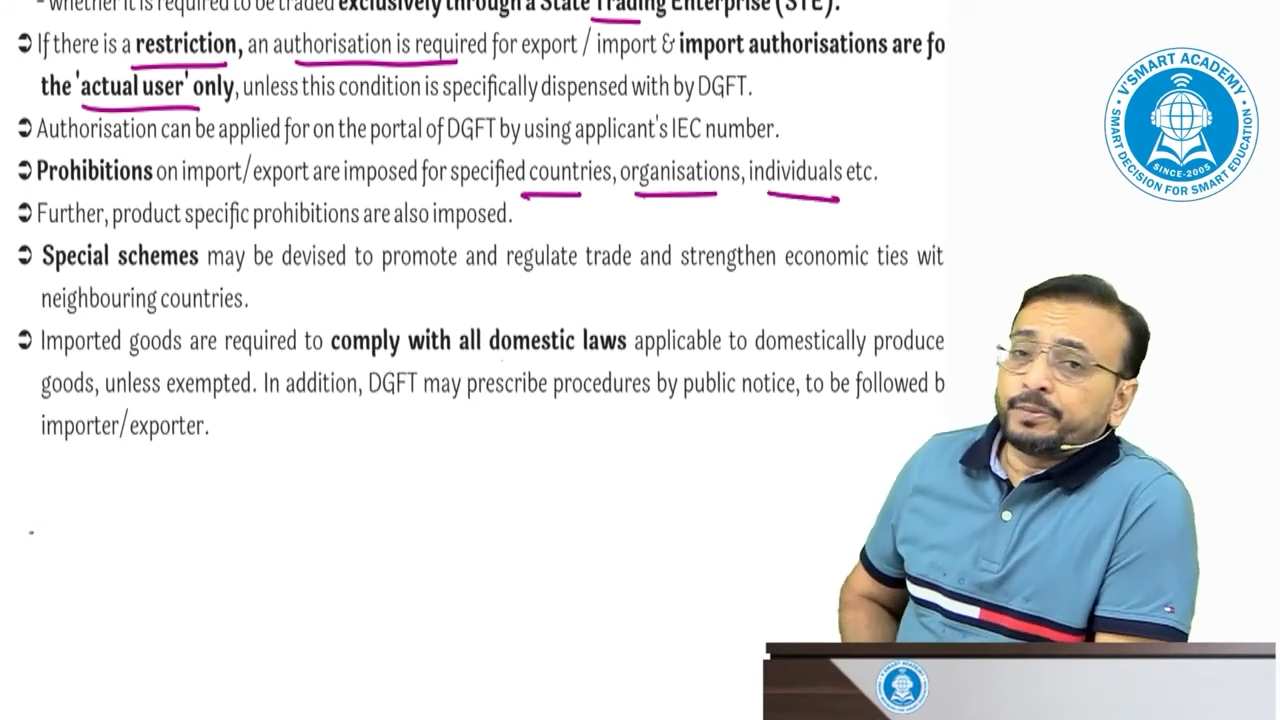 - whether it is required to be traded exclusively through a State Trading Enterprise (STE).
➲ If there is a restriction, an authorisation is required for export / import & import authorisations are fo
the 'actual user' only, unless this condition is specifically dispensed with by DGFT.
➲ Authorisation can be applied for on the portal of DGFT by using applicant's IEC number.
➲ Prohibitions on import/export are imposed for specified countries, organisations, individuals etc.
➲ Further, product specific prohibitions are also imposed.
➲ Special schemes may be devised to promote and regulate trade and strengthen economic ties wit
neighbouring countries.
➲ Imported goods are required to comply with all domestic laws applicable to domestically produce
goods, unless exempted. In addition, DGFT may prescribe procedures by public notice, to be followed b
importer/exporter.
V'SMART ACADEMY
SINCE-2005
SMART DECISION FOR SMART EDUCATION